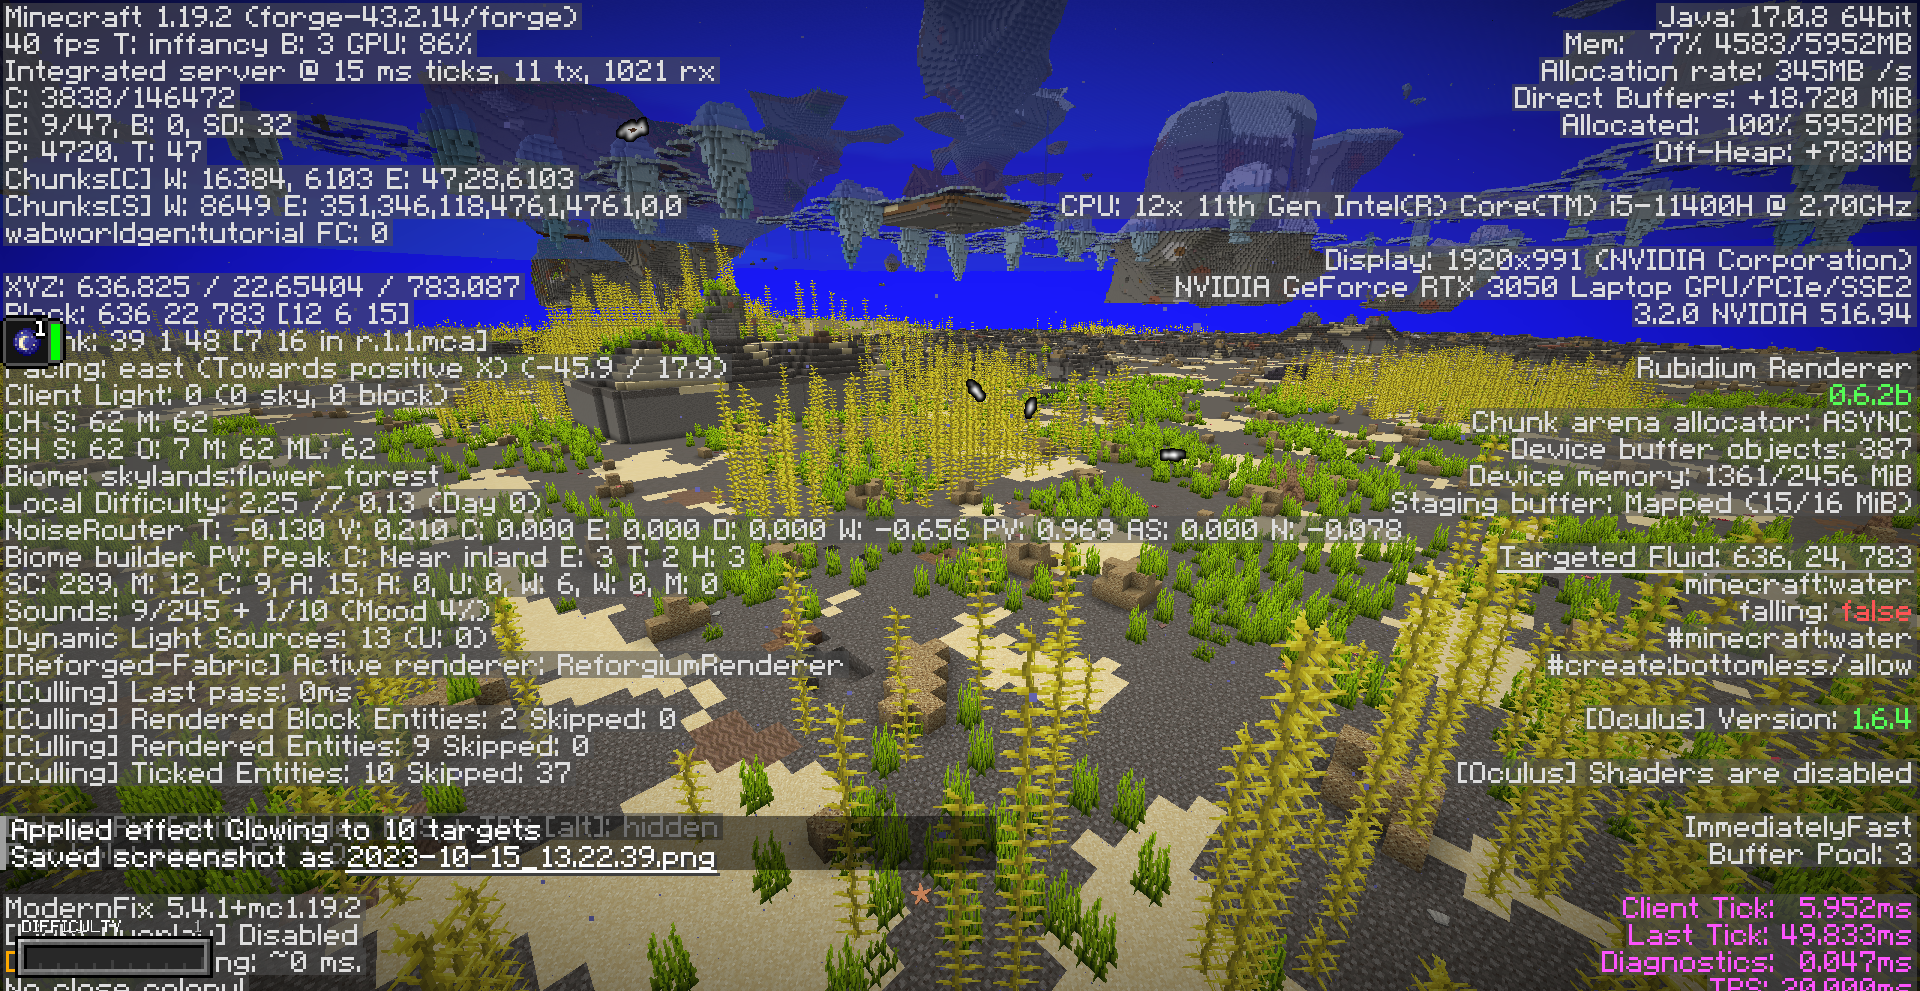 Minecraft 1.19.2 (forge-43.2.14/forge)
40 fps T: inffancy B: 3 GPU: 86%
Integrated server @ 15 ms ticks, 11 tx, 1021 rx
C: 3838/146472
E: 9/47, B: 0, SD: 32
P: 4720. T: 47
Chunks[C] W: 16384, 6103 E: 47,28,6103
Chunks[S] W: 8649 E: 351,346,118,4761,4761,0,0
wabworldgen:tutorial FC: 0
XYZ: 636.825 / 22.65404 / 783.087
k: 636 22 783 [12 6 15]
1
nk: 39 1 48 [7 16 in r.1.1.mca]
Facing: east (Towards positive X) (-45.9 / 17.9)
Client Light: 0 (0 sky, 0 block)
CH S: 62 M: 62
SH S: 62 O: 7 M: 62 ML: 62
Biome: skylands:flower_forest
Local Difficulty: 2.25 // 0.13 (Day 0)
NoiseRouter T: -0.130 V: 0.210 C: 0.000 E: 0.000 D: 0.000 W: -0.656 PV: 0.969 AS: 0.000 N: -0.078
Biome builder PV: Peak C: Near inland E: 3 T: 2 H: 3
SC: 289, M: 12, C: 9, A: 15, A: 0, U: 0, W: 6, W: 0, M: 0
Sounds: 9/245 + 1/10 (Mood 4%)
Dynamic Light Sources: 13 (U: 0)
[Reforged-Fabric] Active renderer: ReforgiumRenderer
[Culling] Last pass: 0ms
[Culling] Rendered Block Entities: 2 Skipped: 0
[Culling] Rendered Entities: 9 Skipped: 0
[Culling] Ticked Entities: 10 Skipped: 37
Applied effect Glowing to 10 targets
[alt]: hidden
Saved screenshot as 2023-10-15_13.22.39.png
ModernFix 5.4.1+mc1.19.2
DIFFICULTY 1
Disabled
ng: ~0 ms.
No close colony!
Java: 17.0.8 64bit
Mem: 77% 4583/5952MB
Allocation rate: 345MB /s
Direct Buffers: +18.720 MiB
Allocated: 100% 5952MB
Off-Heap: +783MB
CPU: 12x 11th Gen Intel(R) Core(TM) i5-11400H @ 2.70GHz
Display: 1920x991 (NVIDIA Corporation)
NVIDIA GeForce RTX 3050 Laptop GPU/PCIe/SSE2
3.2.0 NVIDIA 516.94
Rubidium Renderer
0.6.2b
Chunk arena allocator: ASYNC
Device buffer objects: 387
Device memory: 1361/2456 MiB
Staging buffer: Mapped (15/16 MiB)
Targeted Fluid: 636, 24, 783
minecraft:water
falling: false
#minecraft:water
#create:bottomless/allow
[Oculus] Version: 1.6.4
[Oculus] Shaders are disabled
ImmediatelyFast
Buffer Pool: 3
Client Tick: 5.952ms
Last Tick: 49.833ms
Diagnostics: 0.047ms
TPS: 20.000ms